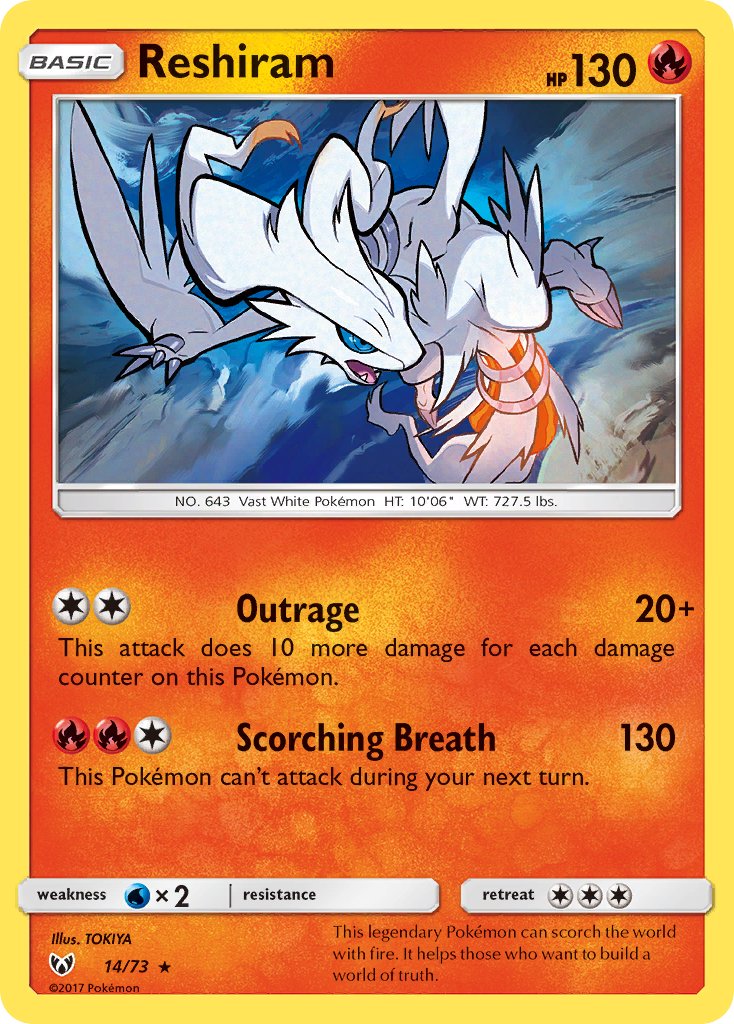 BASIC Reshiram HP 130
NO. 643 Vast White Pokémon HT: 10'06" WT: 727.5 lbs.
Outrage 20+
This attack does 10 more damage for each damage
counter on this Pokémon.
Scorching Breath 130
This Pokémon can't attack during your next turn.
weakness × 2 resistance retreat
Illus. TOKIYA
14/73
©2017 Pokémon
This legendary Pokémon can scorch the world
with fire. It helps those who want to build a
world of truth.